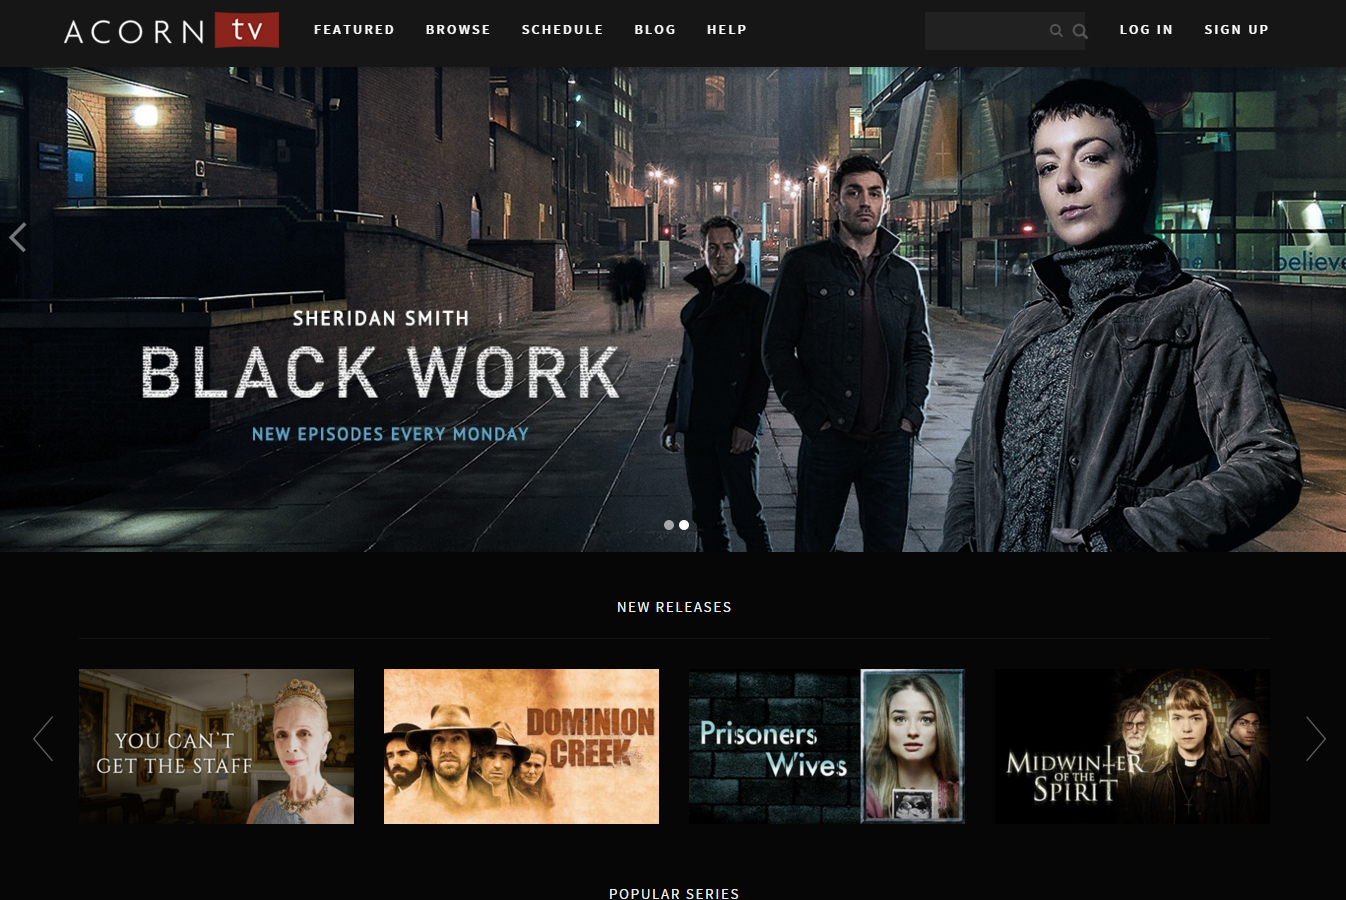 ACORN tv
FEATURED
BROWSE
SCHEDULE
BLOG
HELP
LOG IN
SIGN UP
believe
SHERIDAN SMITH
BLACK WORK
NEW EPISODES EVERY MONDAY
NEW RELEASES
YOU CAN'T
GET THE STAFF
DOMINION
CREEK
Prisoners
Wives
MIDWINTER
OF THE
SPIRIT
POPULAR SERIES